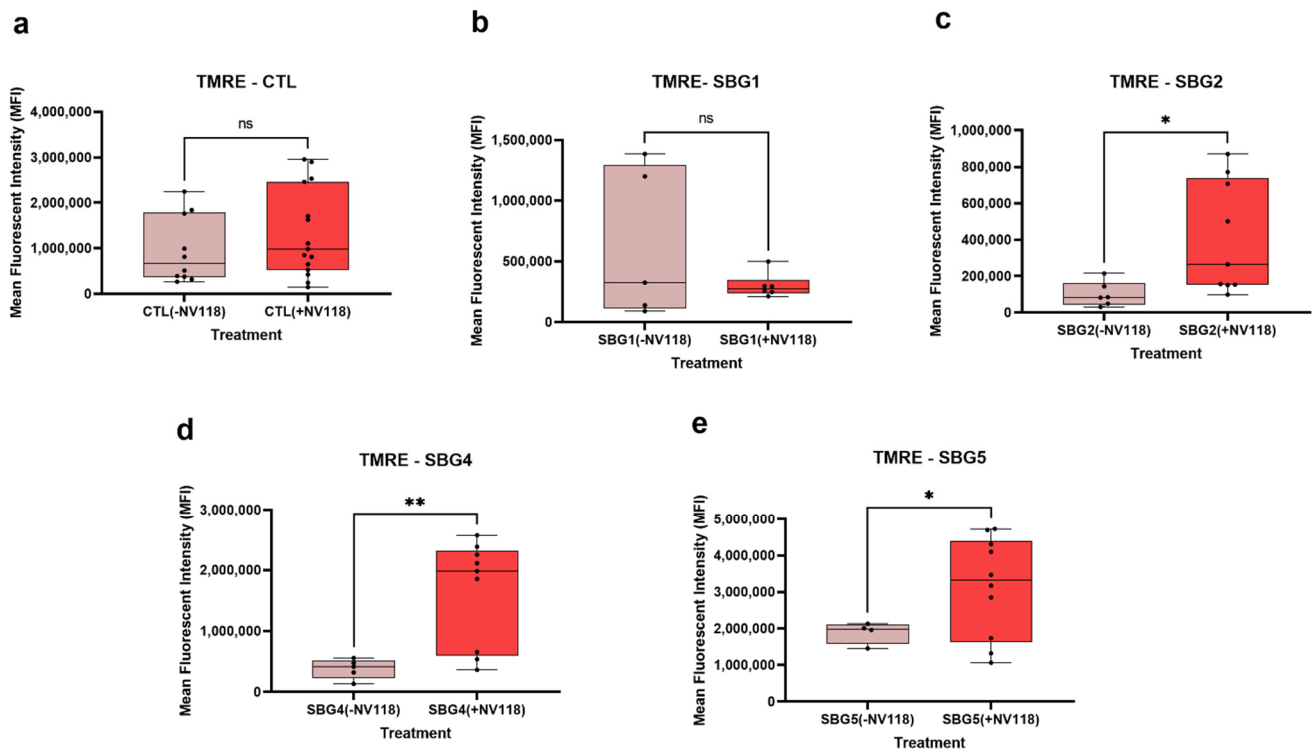 a
TMRE - CTL
Mean Fluorescent Intensity (MFI)
4,000,000
3,000,000
2,000,000
1,000,000
0
ns
CTL(-NV118)
CTL(+NV118)
Treatment
b
TMRE- SBG1
Mean Fluorescent Intensity (MFI)
1,500,000
1,000,000
500,000
0
ns
SBG1(-NV118)
SBG1(+NV118)
Treatment
c
TMRE - SBG2
Mean Fluorescent Intensity (MFI)
1,000,000
800,000
600,000
400,000
200,000
0
*
SBG2(-NV118)
SBG2(+NV118)
Treatment
d
TMRE - SBG4
Mean Fluorescent Intensity (MFI)
3,000,000
2,000,000
1,000,000
0
**
SBG4(-NV118)
SBG4(+NV118)
Treatment
e
TMRE - SBG5
Mean Fluorescent Intensity (MFI)
5,000,000
4,000,000
3,000,000
2,000,000
1,000,000
0
*
SBG5(-NV118)
SBG5(+NV118)
Treatment